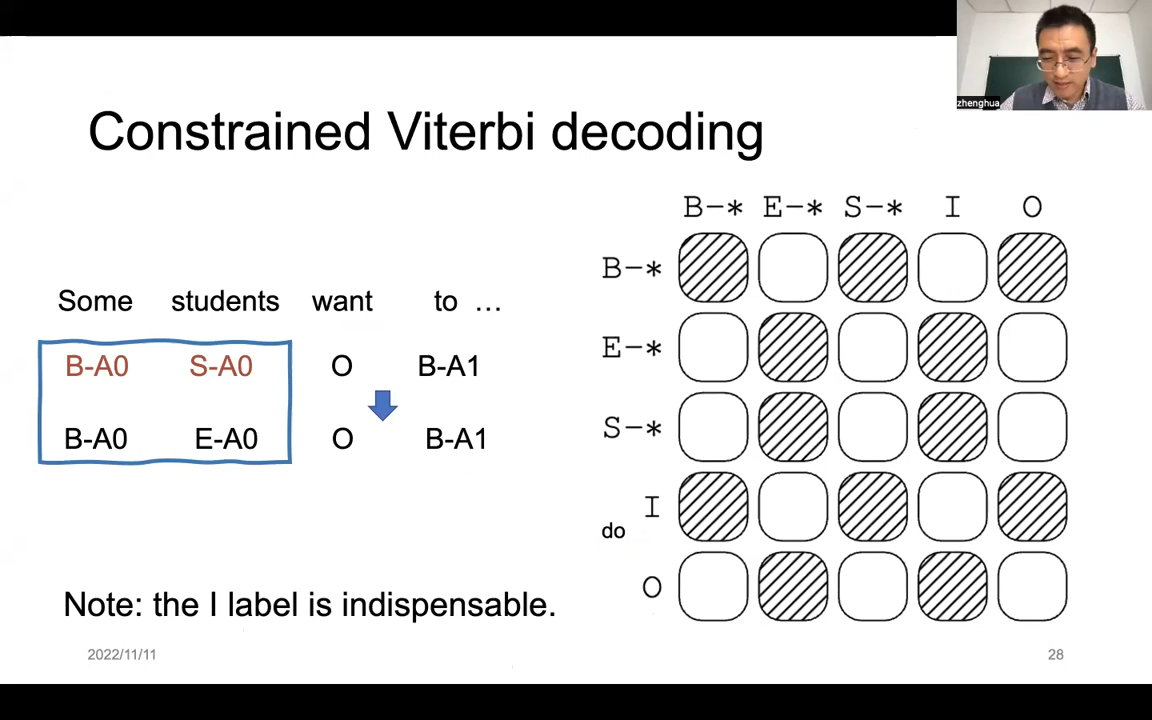 zhenghua
Constrained Viterbi decoding
Some students want to ...
B-A0 S-A0 O B-A1
B-A0 E-A0 O B-A1
Note: the I label is indispensable.
B-* E-* S-* I O
B-*
E-*
S-*
I
do
O
2022/11/11
28